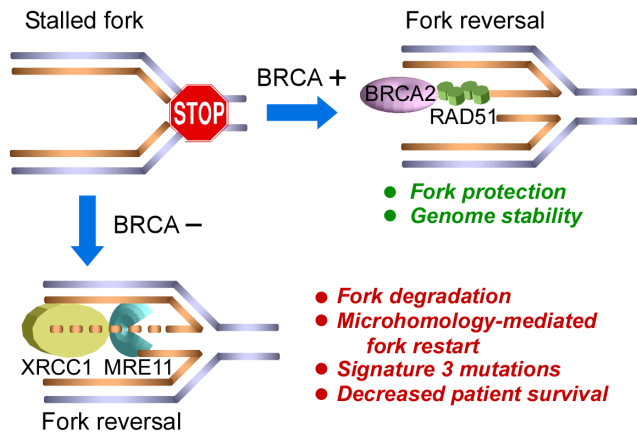 Stalled fork
Fork reversal
STOP
BRCA +
BRCA2
RAD51
● Fork protection
● Genome stability
BRCA –
XRCC1
MRE11
Fork reversal
● Fork degradation
● Microhomology-mediated
fork restart
● Signature 3 mutations
● Decreased patient survival